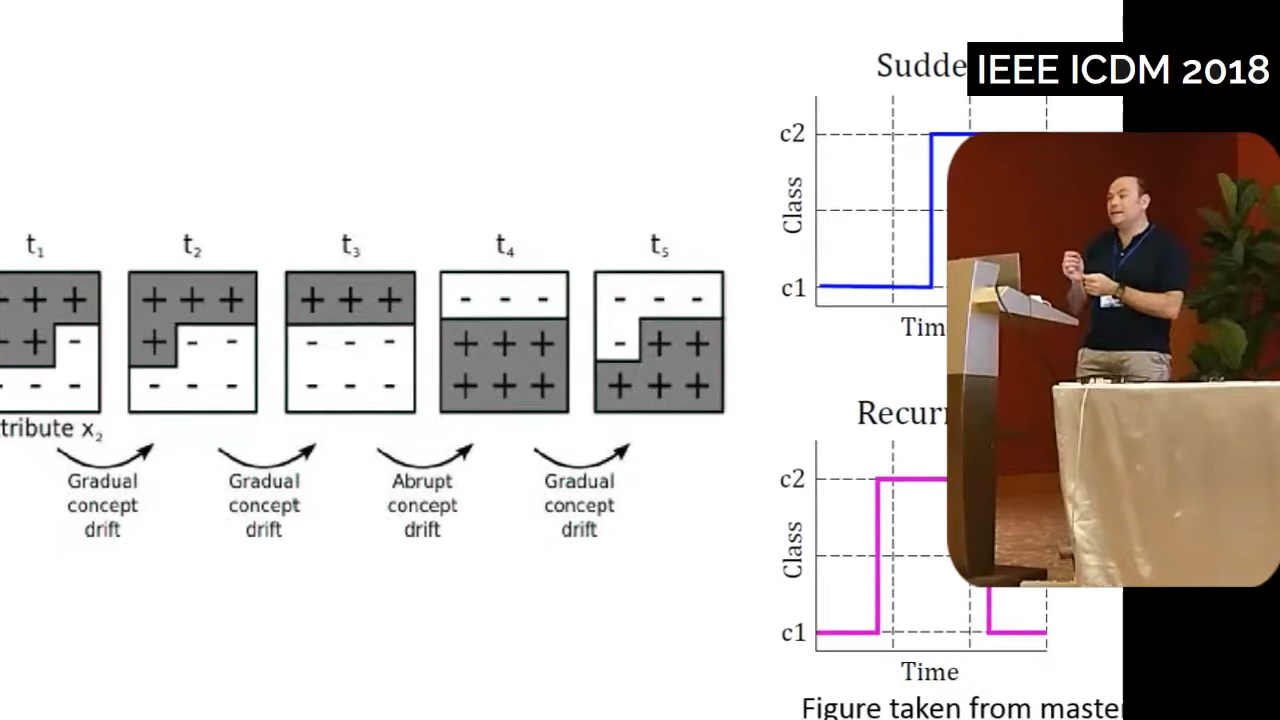 IEEE ICDM 2018
t₁ t₂ t₃ t₄ t₅
+ + +
+ + -
- - -
tribute x₂
+ + +
+ - -
- - -
+ + +
- - -
- - -
- - -
+ + +
+ + +
- - -
- + +
+ + +
Gradual
concept
drift
Gradual
concept
drift
Abrupt
concept
drift
Gradual
concept
drift
Sudde
c2
Class
c1
Tim
Recurr
c2
Class
c1
Time
Figure taken from master